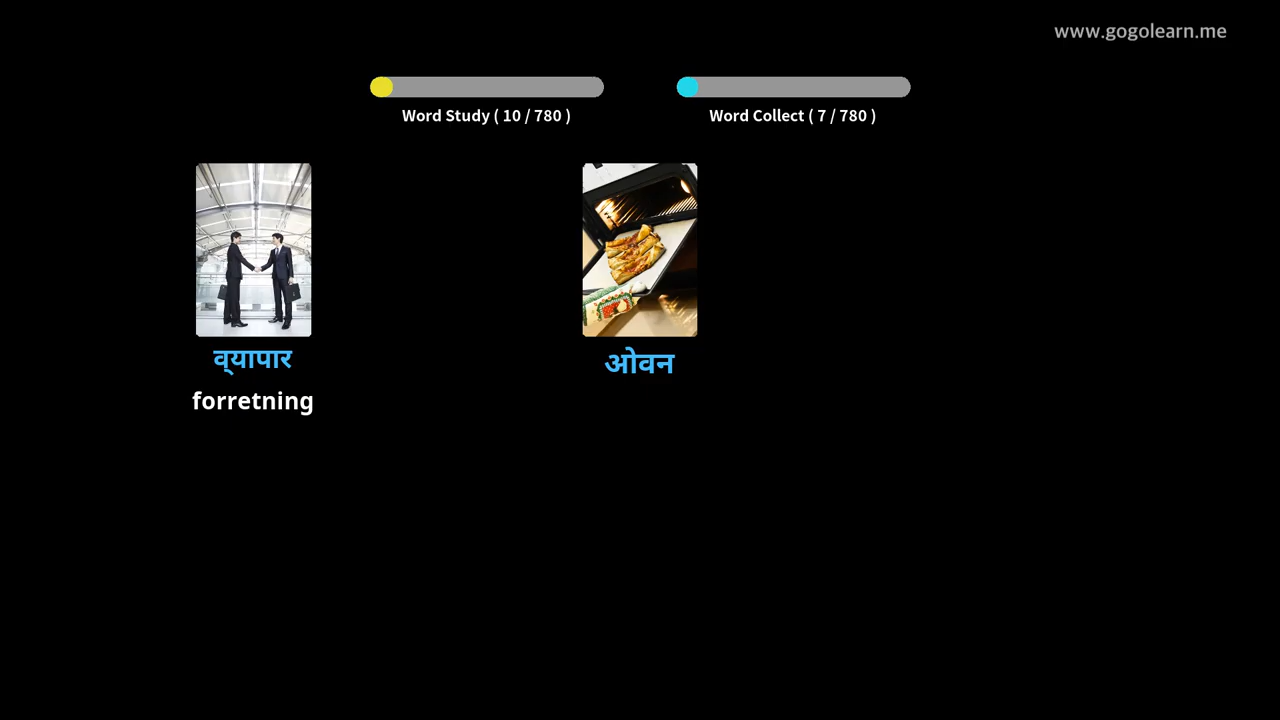 www.gogolearn.me
Word Study ( 10 / 780 )
Word Collect ( 7 / 780 )
व्‌यापार
ओवन
forretning